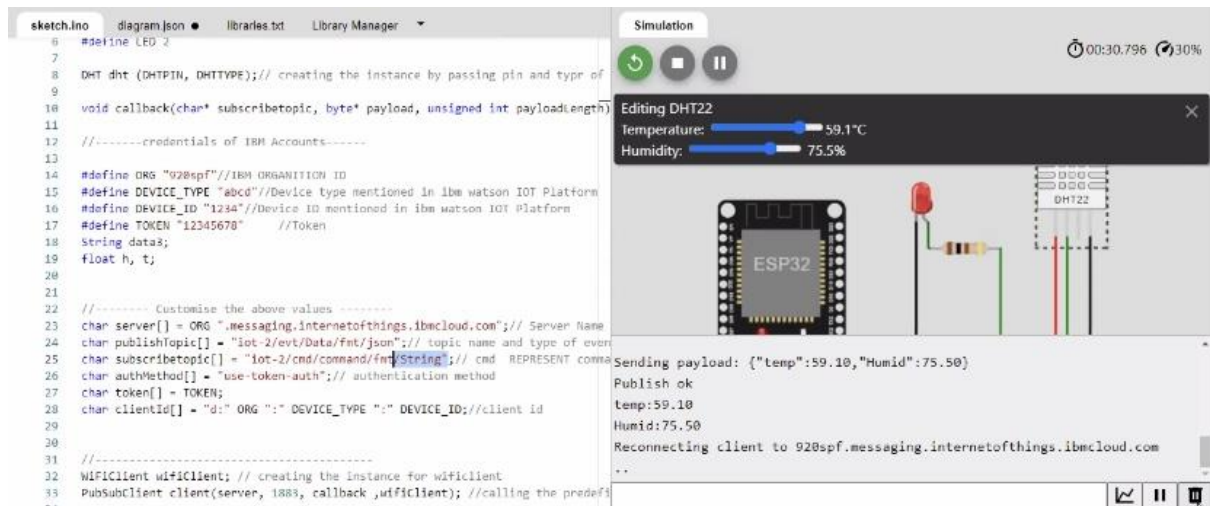 sketch.ino diagram.json ● libraries.txt Library Manager
6 #define LED 2
7
8 DHT dht (DHTPIN, DHTTYPE);// creating the instance by passing pin and typr of
9
10 void callback(char* subscribetopic, byte* payload, unsigned int payloadLength)
11
12 //-------credentials of IBM Accounts------
13
14 #define ORG "920spf"//IBM ORGANITION ID
15 #define DEVICE_TYPE "abcd"//Device type mentioned in ibm watson IOT Platform
16 #define DEVICE_ID "1234"//Device ID mentioned in ibm watson IOT Platform
17 #define TOKEN "12345678" //Token
18 String data3;
19 float h, t;
20
21
22 //-------- Customise the above values --------
23 char server[] = ORG ".messaging.internetofthings.ibmcloud.com";// Server Name
24 char publishTopic[] = "iot-2/evt/Data/fmt/json";// topic name and type of even
25 char subscribetopic[] = "iot-2/cmd/command/fmt/String";// cmd REPRESENT comma
26 char authMethod[] = "use-token-auth";// authentication method
27 char token[] = TOKEN;
28 char clientId[] = "d:" ORG ":" DEVICE_TYPE ":" DEVICE_ID;//client id
29
30
31 //-----------------------------------------
32 WiFiClient wifiClient; // creating the instance for wificlient
33 PubSubClient client(server, 1883, callback ,wifiClient); //calling the predefi
Simulation
00:30.796 30%
Editing DHT22
Temperature: 59.1°C
Humidity: 75.5%
DHT22
ESP32
Sending payload: {"temp":59.10,"Humid":75.50}
Publish ok
temp:59.10
Humid:75.50
Reconnecting client to 920spf.messaging.internetofthings.ibmcloud.com
..